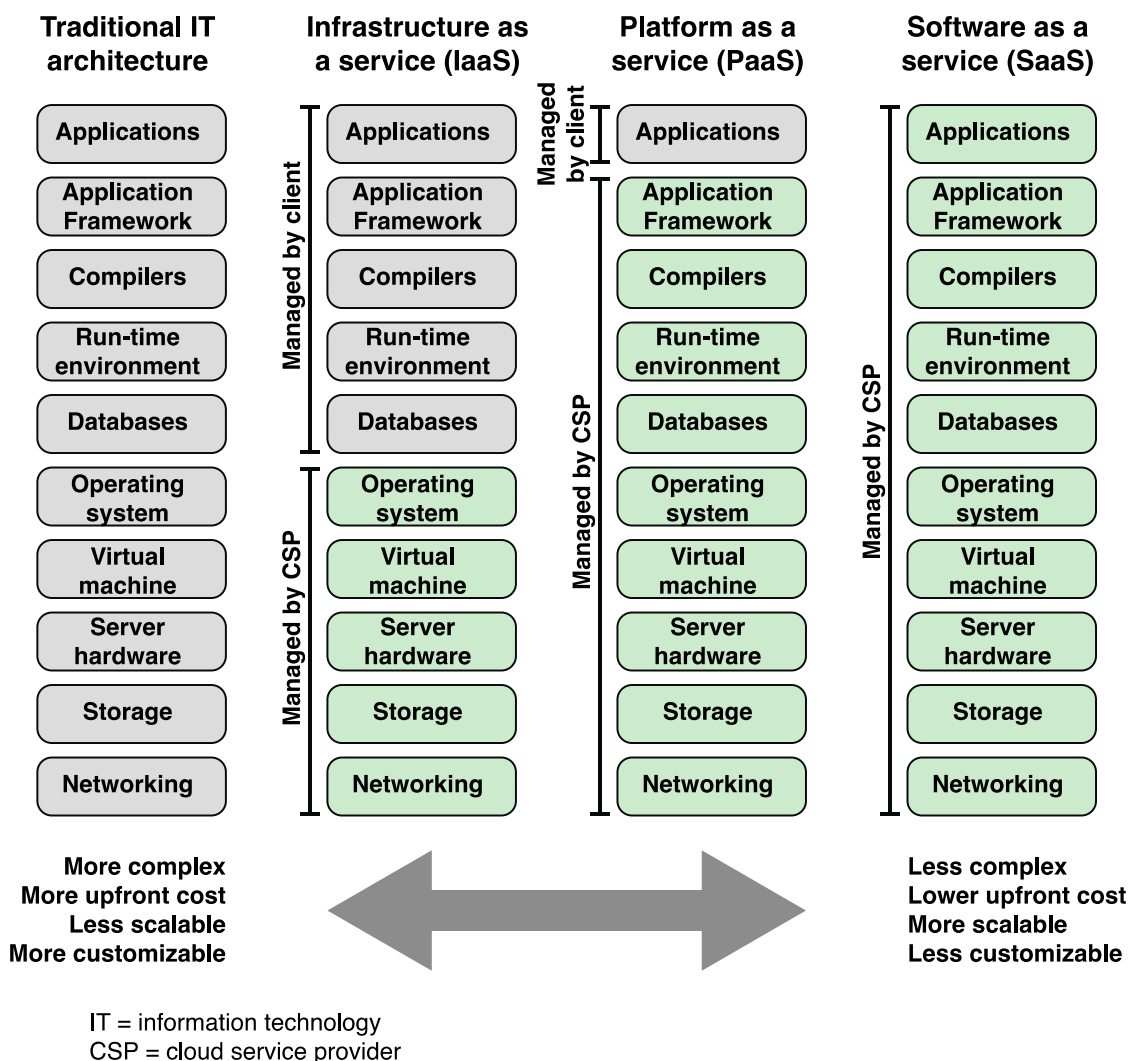 Traditional IT
architecture
Applications
Application
Framework
Compilers
Run-time
environment
Databases
Operating
system
Virtual
machine
Server
hardware
Storage
Networking
Infrastructure as
a service (IaaS)
Managed by client
Managed by CSP
Applications
Application
Framework
Compilers
Run-time
environment
Databases
Operating
system
Virtual
machine
Server
hardware
Storage
Networking
Platform as a
service (PaaS)
Managed
by client
Managed by CSP
Applications
Application
Framework
Compilers
Run-time
environment
Databases
Operating
system
Virtual
machine
Server
hardware
Storage
Networking
Software as a
service (SaaS)
Managed by CSP
Applications
Application
Framework
Compilers
Run-time
environment
Databases
Operating
system
Virtual
machine
Server
hardware
Storage
Networking
More complex
More upfront cost
Less scalable
More customizable
Less complex
Lower upfront cost
More scalable
Less customizable
IT = information technology
CSP = cloud service provider